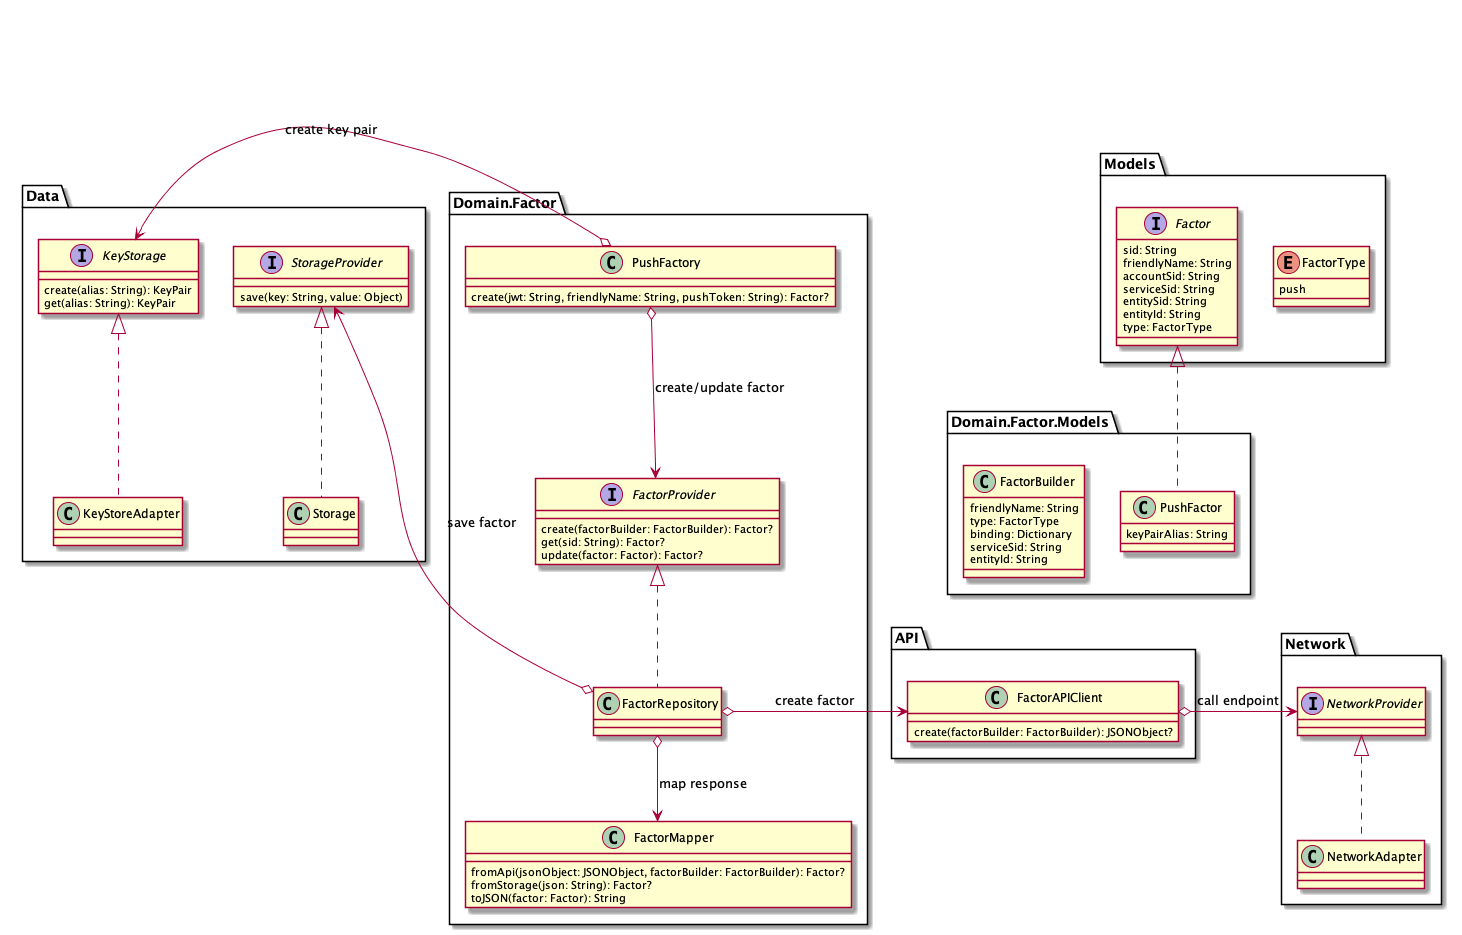 create key pair
Data
I KeyStorage
create(alias: String): KeyPair
get(alias: String): KeyPair
I StorageProvider
save(key: String, value: Object)
C KeyStoreAdapter
C Storage
save factor
Domain.Factor
C PushFactory
create(jwt: String, friendlyName: String, pushToken: String): Factor?
create/update factor
I FactorProvider
create(factorBuilder: FactorBuilder): Factor?
get(sid: String): Factor?
update(factor: Factor): Factor?
C FactorRepository
create factor
map response
C FactorMapper
fromApi(jsonObject: JSONObject, factorBuilder: FactorBuilder): Factor?
fromStorage(json: String): Factor?
toJSON(factor: Factor): String
Models
I Factor
sid: String
friendlyName: String
accountSid: String
serviceSid: String
entitySid: String
entityId: String
type: FactorType
E FactorType
push
Domain.Factor.Models
C FactorBuilder
friendlyName: String
type: FactorType
binding: Dictionary
serviceSid: String
entityId: String
C PushFactor
keyPairAlias: String
API
C FactorAPIClient
create(factorBuilder: FactorBuilder): JSONObject?
call endpoint
Network
I NetworkProvider
C NetworkAdapter